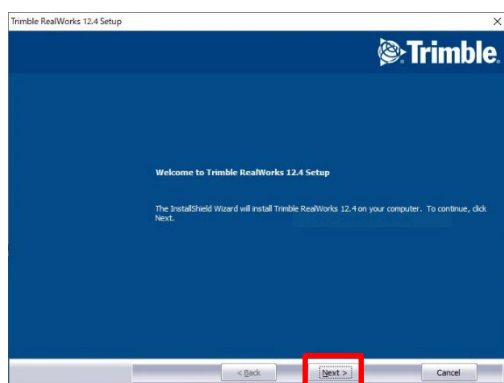 Trimble RealWorks 12.4 Setup
Trimble.
Welcome to Trimble RealWorks 12.4 Setup
The InstallShield Wizard will install Trimble RealWorks 12.4 on your computer. To continue, click
Next.
< Back
Next >
Cancel